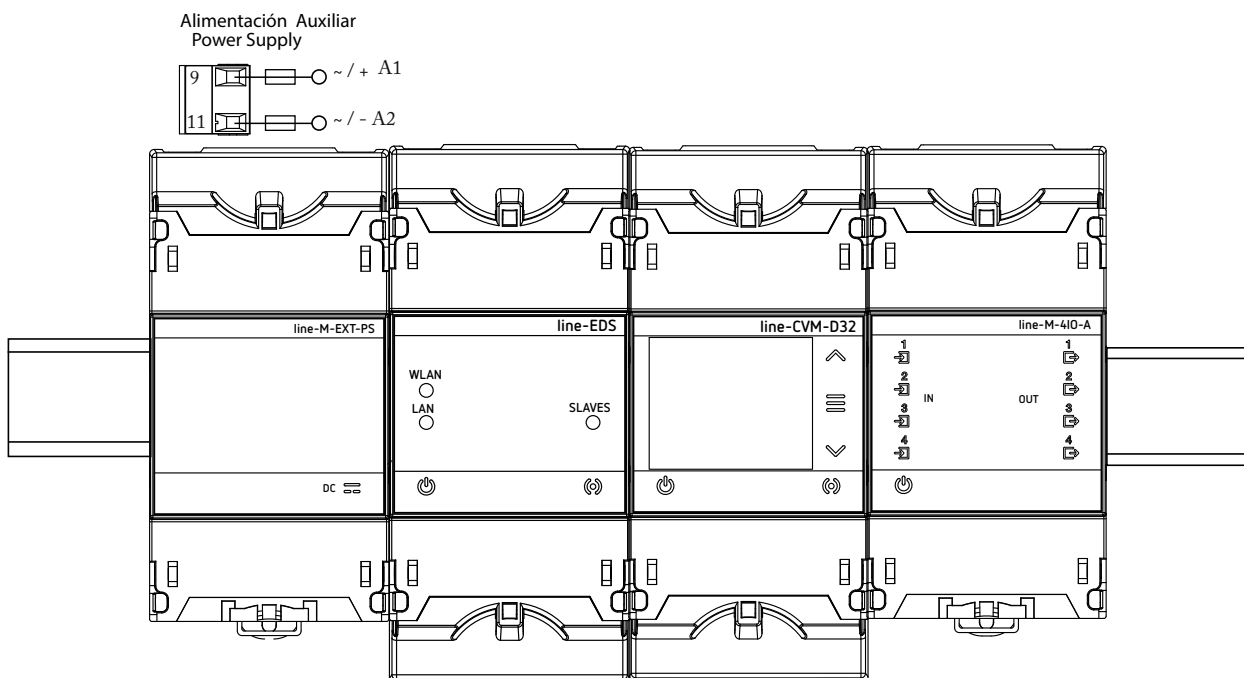 Alimentación Auxiliar
Power Supply
9 ~ / + A1
11 ~ / - A2
line-M-EXT-PS
DC
line-EDS
WLAN
LAN
SLAVES
line-CVM-D32
line-M-4IO-A
1 1
2 2
IN OUT
3 3
4 4